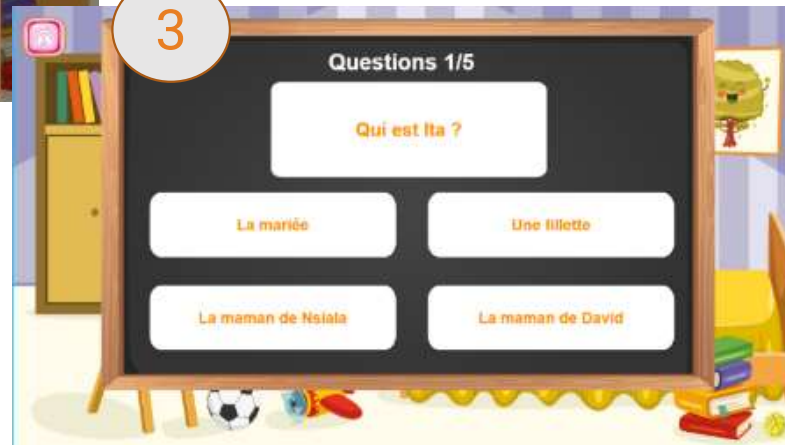 3
Questions 1/5
Qui est Ita ?
La mariée
Une fillette
La maman de Nsiala
La maman de David